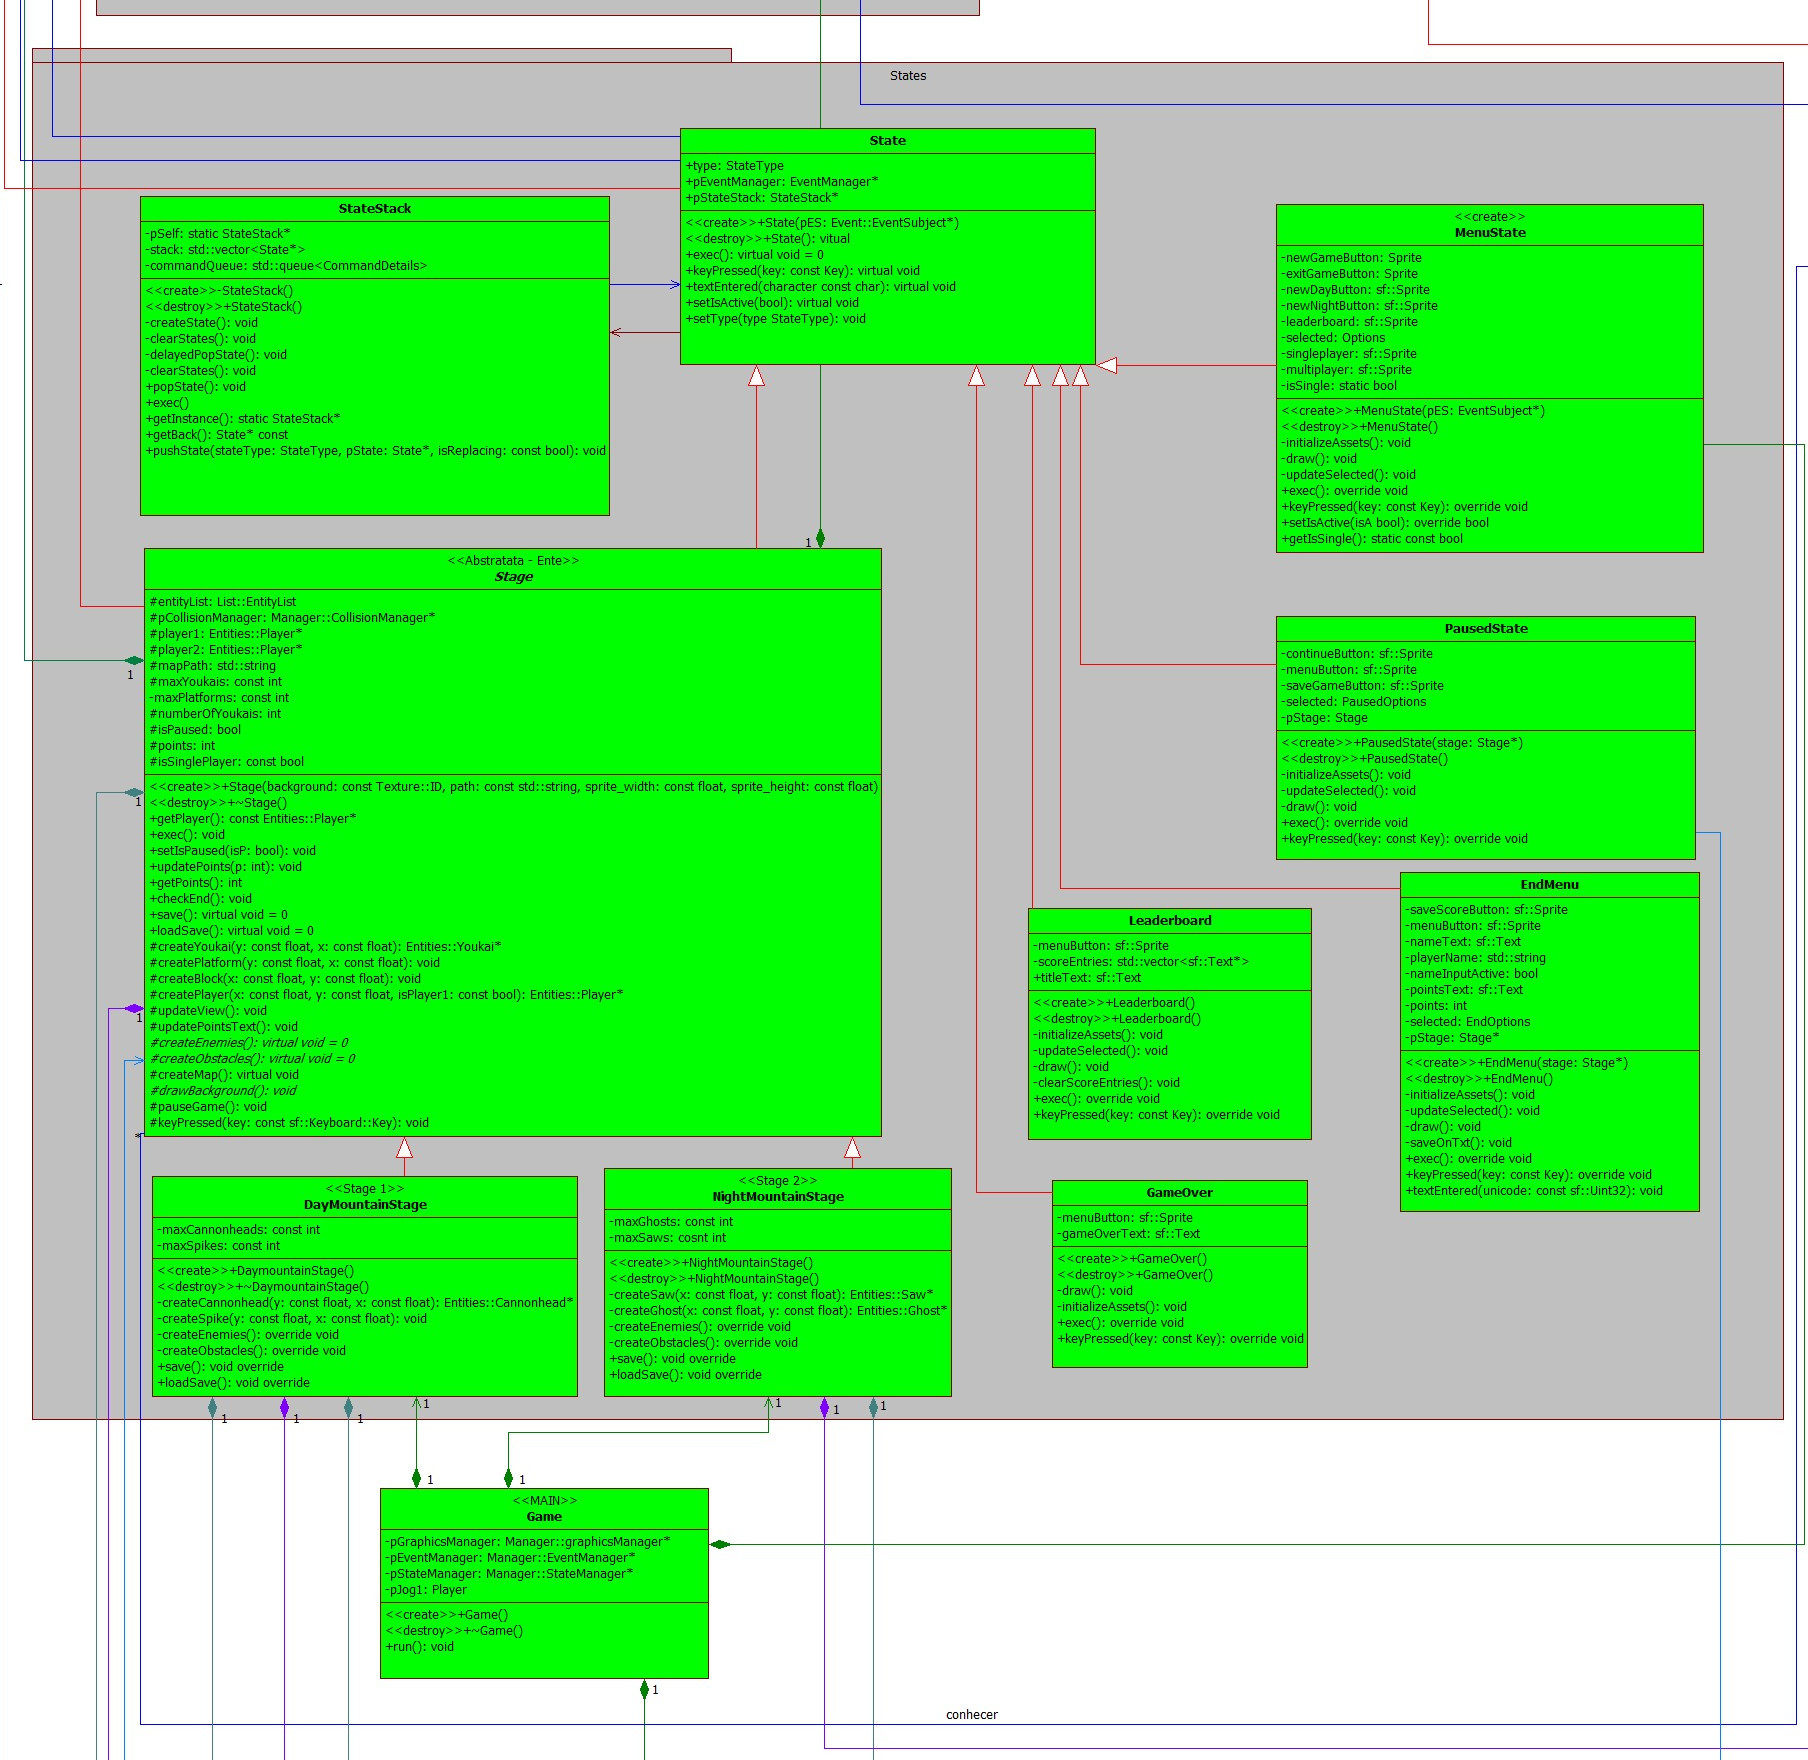 States
State
+type: StateType
+pEventManager: EventManager*
+pStateStack: StateStack*
<<create>>+State(pES: Event::EventSubject*)
<<destroy>>+State(): vitual
+exec(): virtual void = 0
+keyPressed(key: const Key): virtual void
+textEntered(character const char): virtual void
+setIsActive(bool): virtual void
+setType(type StateType): void
StateStack
-pSelf: static StateStack*
-stack: std::vector<State*>
-commandQueue: std::queue<CommandDetails>
<<create>>-StateStack()
<<destroy>>+StateStack()
-createState(): void
-clearStates(): void
-delayedPopState(): void
-clearStates(): void
+popState(): void
+exec()
+getInstance(): static StateStack*
+getBack(): State* const
+pushState(stateType: StateType, pState: State*, isReplacing: const bool): void
<<create>>
MenuState
-newGameButton: Sprite
-exitGameButton: Sprite
-newDayButton: sf::Sprite
-newNightButton: sf::Sprite
-leaderboard: sf::Sprite
-selected: Options
-singleplayer: sf::Sprite
-multiplayer: sf::Sprite
-isSingle: static bool
<<create>>+MenuState(pES: EventSubject*)
<<destroy>>+MenuState()
-initializeAssets(): void
-draw(): void
-updateSelected(): void
+exec(): override void
+keyPressed(key: const Key): override void
+setIsActive(isA bool): override bool
+getIsSingle(): static const bool
1
<<Abstratata - Ente>>
Stage
#entityList: List::EntityList
#pCollisionManager: Manager::CollisionManager*
#player1: Entities::Player*
#player2: Entities::Player*
#mapPath: std::string
#maxYoukais: const int
-maxPlatforms: const int
#numberOfYoukais: int
#isPaused: bool
#points: int
#isSinglePlayer: const bool
<<create>>+Stage(background: const Texture::ID, path: const std::string, sprite_width: const float, sprite_height: const float)
<<destroy>>+~Stage()
+getPlayer(): const Entities::Player*
+exec(): void
+setIsPaused(isP: bool): void
+updatePoints(p: int): void
+getPoints(): int
+checkEnd(): void
+save(): virtual void = 0
+loadSave(): virtual void = 0
#createYoukai(y: const float, x: const float): Entities::Youkai*
#createPlatform(y: const float, x: const float): void
#createBlock(x: const float, y: const float): void
#createPlayer(x: const float, y: const float, isPlayer1: const bool): Entities::Player*
#updateView(): void
#updatePointsText(): void
#createEnemies(): virtual void = 0
#createObstacles(): virtual void = 0
#createMap(): virtual void
#drawBackground(): void
#pauseGame(): void
#keyPressed(key: const sf::Keyboard::Key): void
1
1
1
*
PausedState
-continueButton: sf::Sprite
-menuButton: sf::Sprite
-saveGameButton: sf::Sprite
-selected: PausedOptions
-pStage: Stage
<<create>>+PausedState(stage: Stage*)
<<destroy>>+PausedState()
-initializeAssets(): void
-updateSelected(): void
-draw(): void
+exec(): override void
+keyPressed(key: const Key): override void
EndMenu
-saveScoreButton: sf::Sprite
-menuButton: sf::Sprite
-nameText: sf::Text
-playerName: std::string
-nameInputActive: bool
-pointsText: sf::Text
-points: int
-selected: EndOptions
-pStage: Stage*
<<create>>+EndMenu(stage: Stage*)
<<destroy>>+EndMenu()
-initializeAssets(): void
-updateSelected(): void
-draw(): void
-saveOnTxt(): void
+exec(): override void
+keyPressed(key: const Key): override void
+textEntered(unicode: const sf::Uint32): void
Leaderboard
-menuButton: sf::Sprite
-scoreEntries: std::vector<sf::Text*>
+titleText: sf::Text
<<create>>+Leaderboard()
<<destroy>>+Leaderboard()
-initializeAssets(): void
-updateSelected(): void
-draw(): void
-clearScoreEntries(): void
+exec(): override void
+keyPressed(key: const Key): override void
<<Stage 1>>
DayMountainStage
-maxCannonheads: const int
-maxSpikes: const int
<<create>>+DaymountainStage()
<<destroy>>+~DaymountainStage()
-createCannonhead(y: const float, x: const float): Entities::Cannonhead*
-createSpike(y: const float, x: const float): void
-createEnemies(): override void
-createObstacles(): override void
+save(): void override
+loadSave(): void override
<<Stage 2>>
NightMountainStage
-maxGhosts: const int
-maxSaws: cosnt int
<<create>>+NightMountainStage()
<<destroy>>+NightMountainStage()
-createSaw(x: const float, y: const float): Entities::Saw*
-createGhost(x: const float, y: const float): Entities::Ghost*
-createEnemies(): override void
-createObstacles(): override void
+save(): void override
+loadSave(): void override
GameOver
-menuButton: sf::Sprite
-gameOverText: sf::Text
<<create>>+GameOver()
<<destroy>>+GameOver()
-draw(): void
-initializeAssets(): void
+exec(): override void
+keyPressed(key: const Key): override void
1
1
1
1
1
1
1
1
1
<<MAIN>>
Game
-pGraphicsManager: Manager::graphicsManager*
-pEventManager: Manager::EventManager*
-pStateManager: Manager::StateManager*
-pJog1: Player
<<create>>+Game()
<<destroy>>+~Game()
+run(): void
1
conhecer